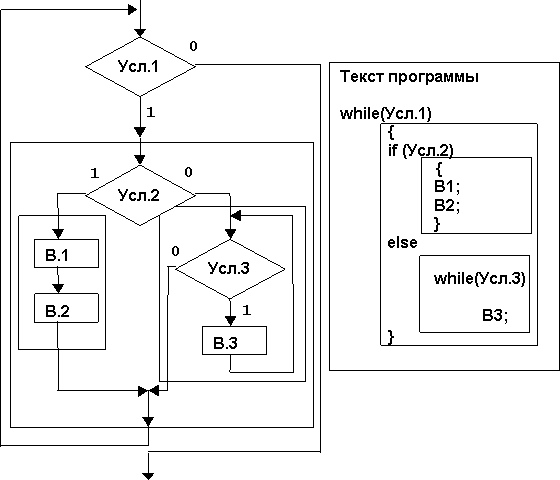 0
Усл.1
1
1
0
Усл.2
В.1
0
Усл.3
В.2
1
В.3
Текст программы
while(Усл.1)
{
if (Усл.2)
{
В1;
В2;
}
else
while(Усл.3)
В3;
}